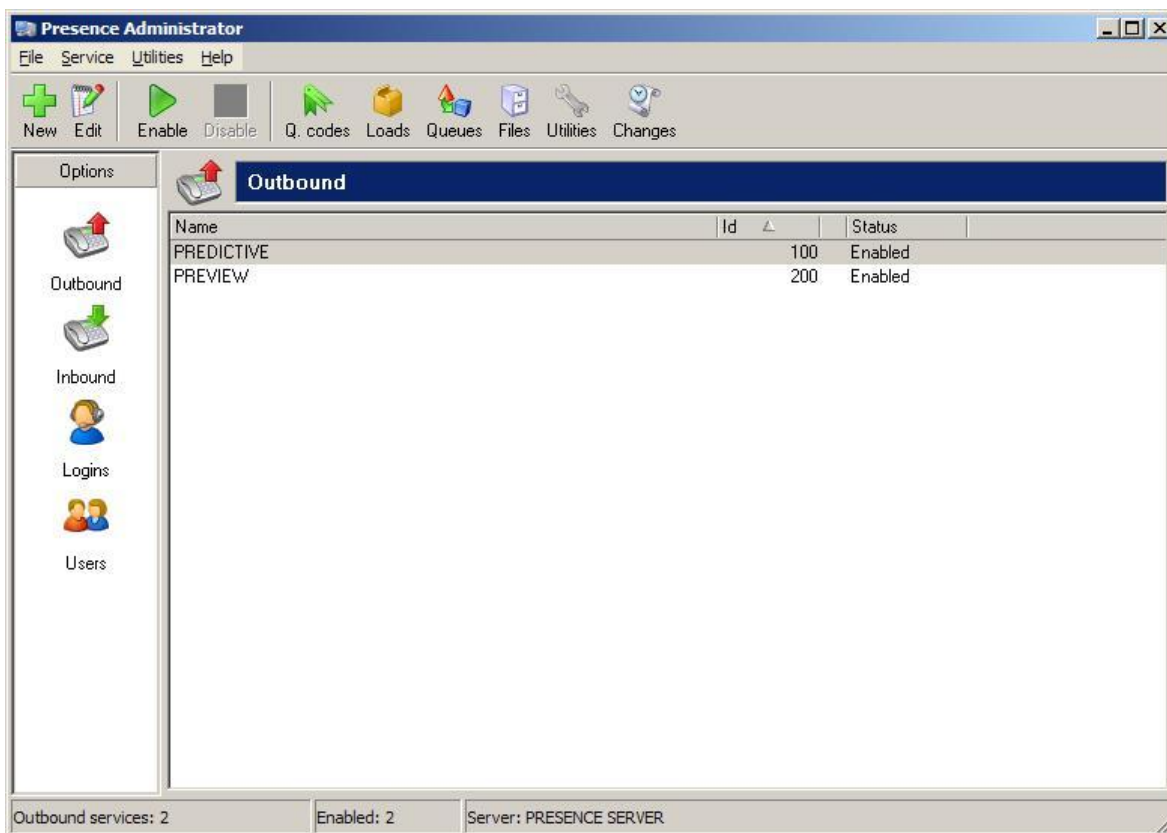 Presence Administrator
File Service Utilities Help
New Edit Enable Disable Q. codes Loads Queues Files Utilities Changes
Options
Outbound
Name Id Status
PREDICTIVE 100 Enabled
PREVIEW 200 Enabled
Outbound
Inbound
Logins
Users
Outbound services: 2 Enabled: 2 Server: PRESENCE SERVER